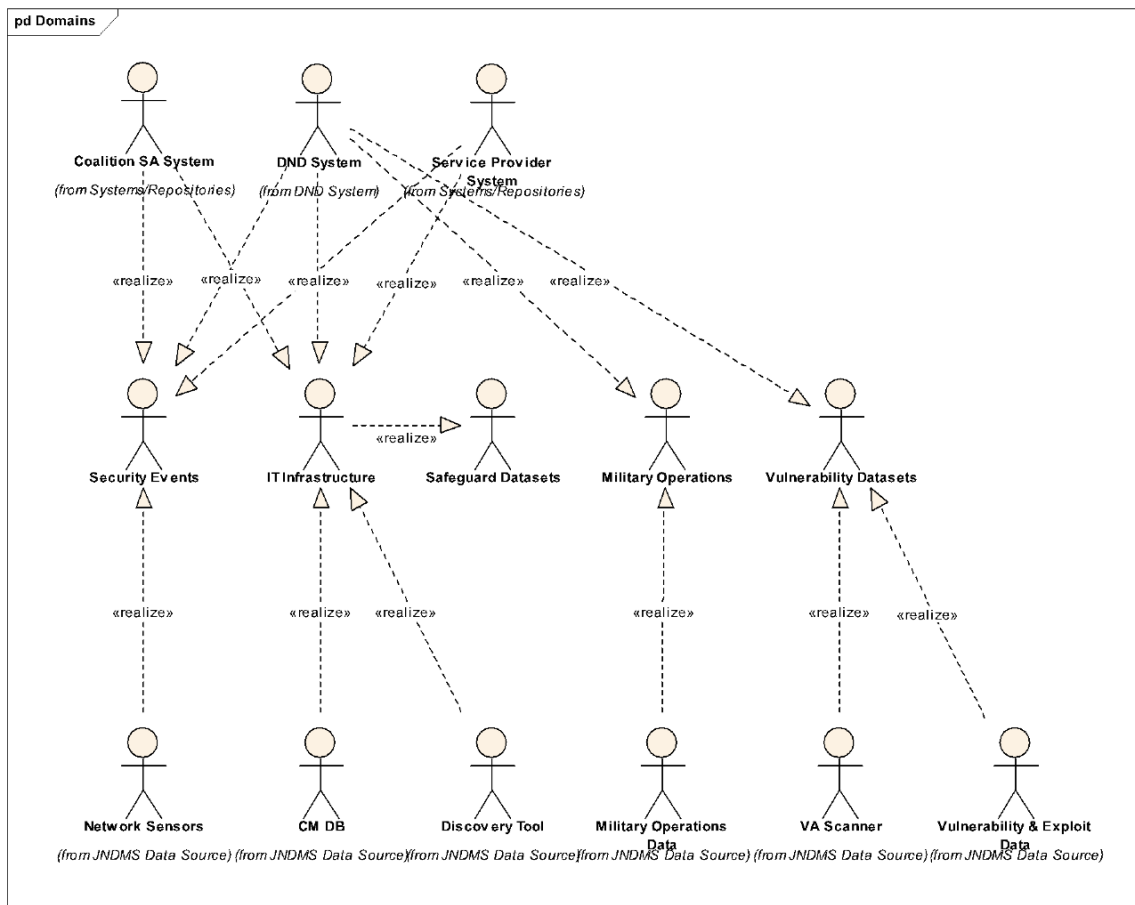 pd Domains
Coalition SA System
(from Systems/Repositories)
DND System
(from DND System)
Service Provider
System
(from Systems/Repositories)
«realize»
«realize»
«realize»
«realize»
«realize»
«realize»
«realize»
Security Events
IT Infrastructure
«realize»
Safeguard Datasets
Military Operations
Vulnerability Datasets
«realize»
«realize»
«realize»
«realize»
«realize»
«realize»
Network Sensors
(from JNDMS Data Source)
CM DB
(from JNDMS Data Source)
Discovery Tool
(from JNDMS Data Source)
Military Operations
Data
(from JNDMS Data Source)
VA Scanner
(from JNDMS Data Source)
Vulnerability & Exploit
Data
(from JNDMS Data Source)